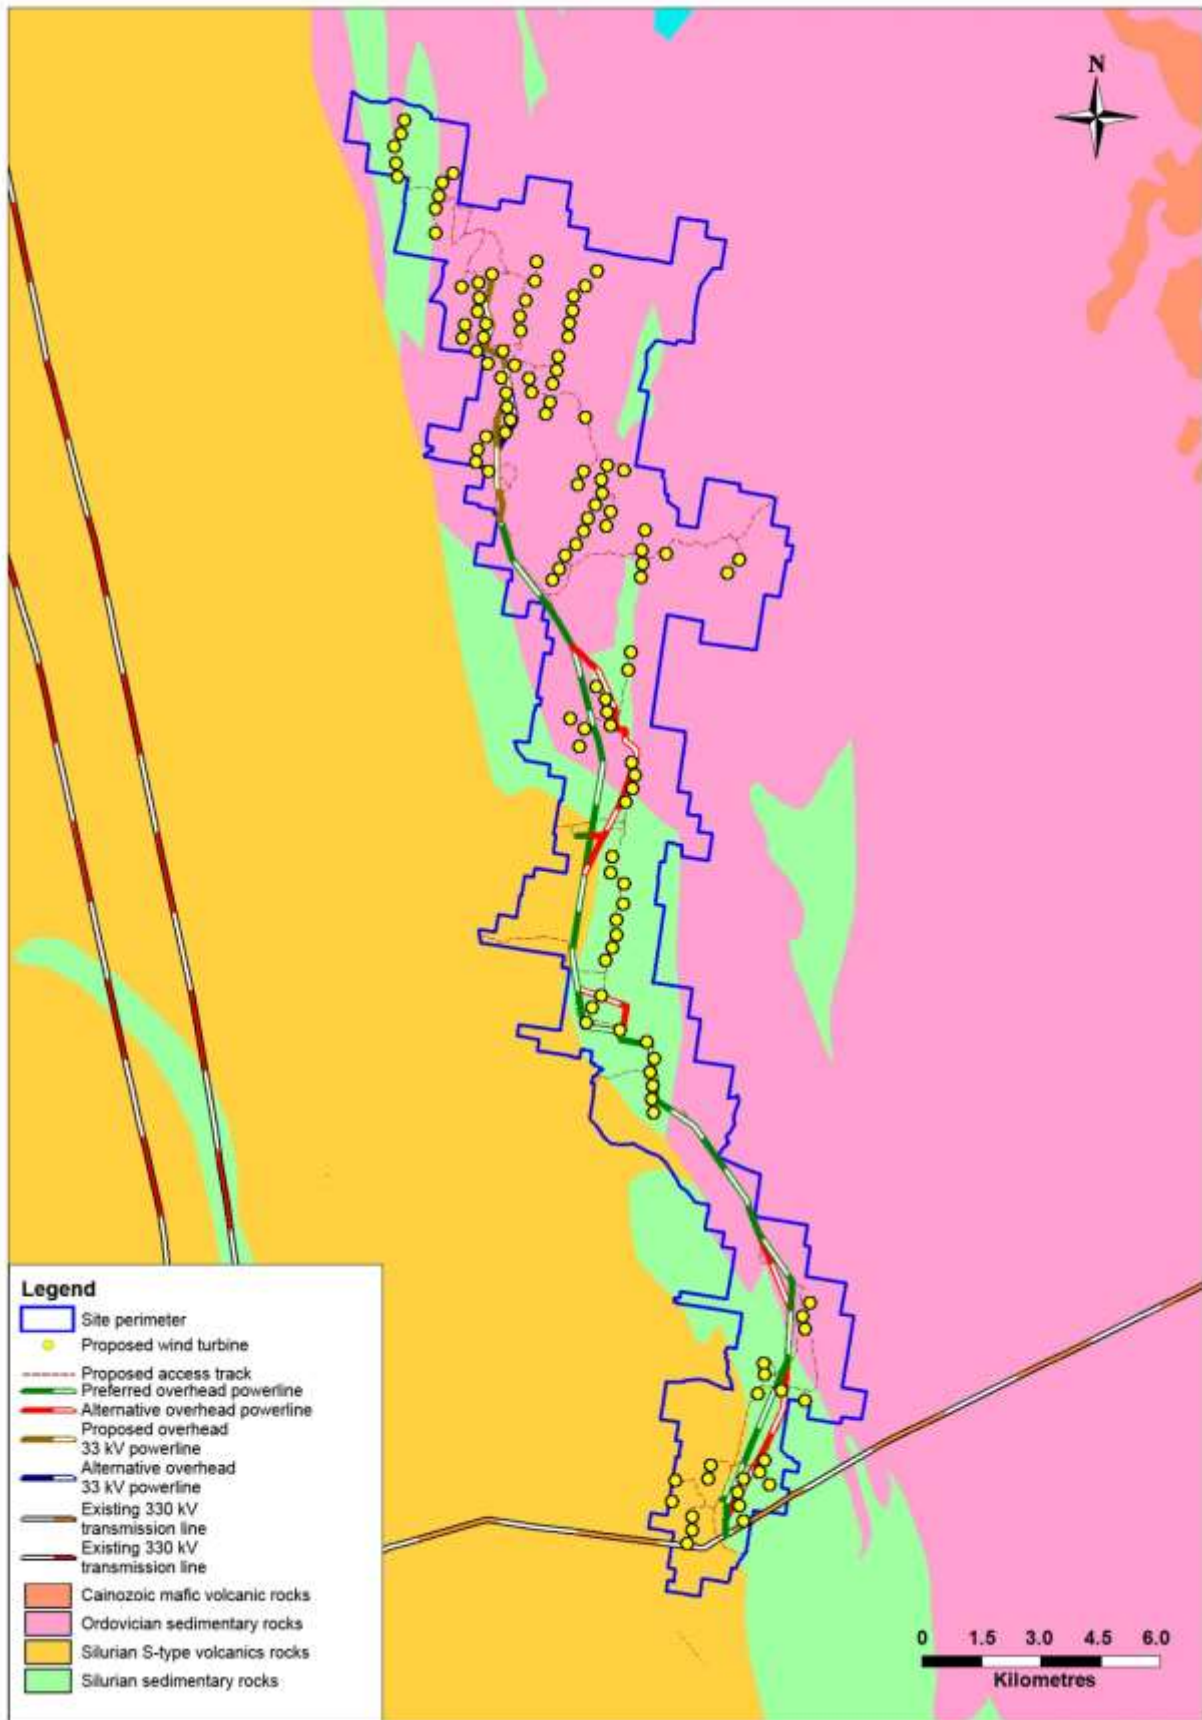 N
Legend
Site perimeter
Proposed wind turbine
Proposed access track
Preferred overhead powerline
Alternative overhead powerline
Proposed overhead
33 kV powerline
Alternative overhead
33 kV powerline
Existing 330 kV
transmission line
Existing 330 kV
transmission line
Cainozoic mafic volcanic rocks
Ordovician sedimentary rocks
Silurian S-type volcanics rocks
Silurian sedimentary rocks
0 1.5 3.0 4.5 6.0
Kilometres